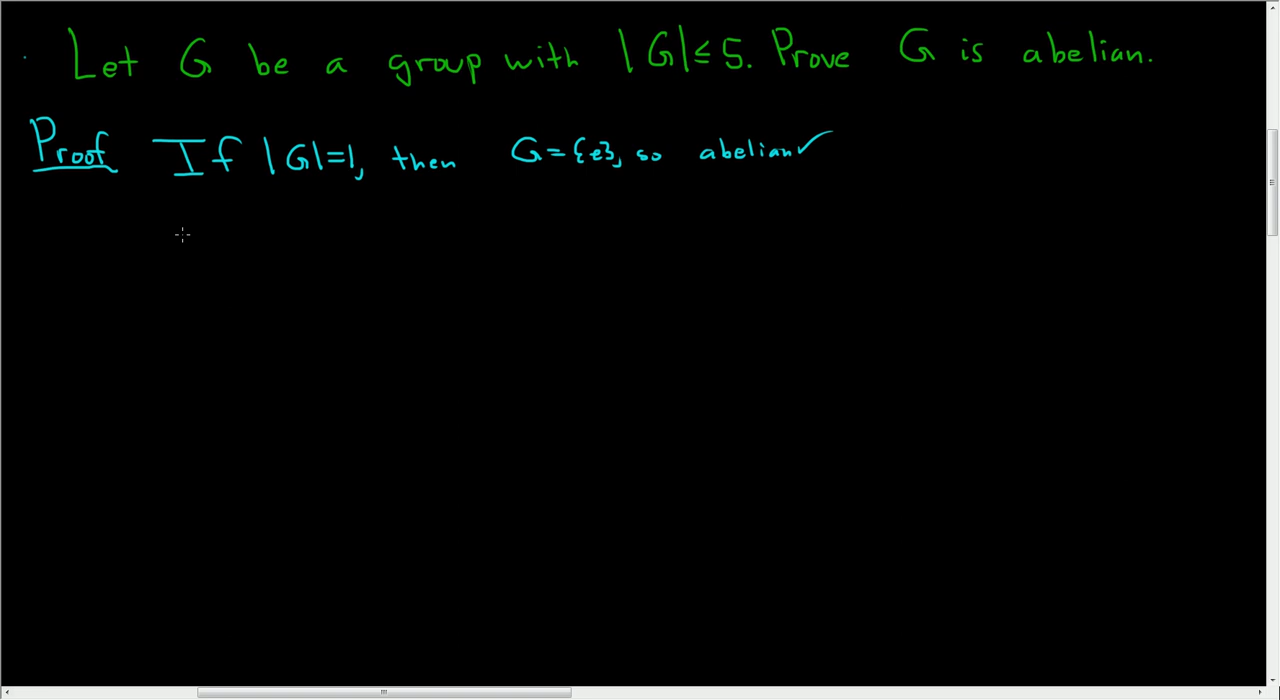 Let G be a group with |G|≤5. Prove G is abelian.
Proof If |G|=1, then G={e}, so abelian✓